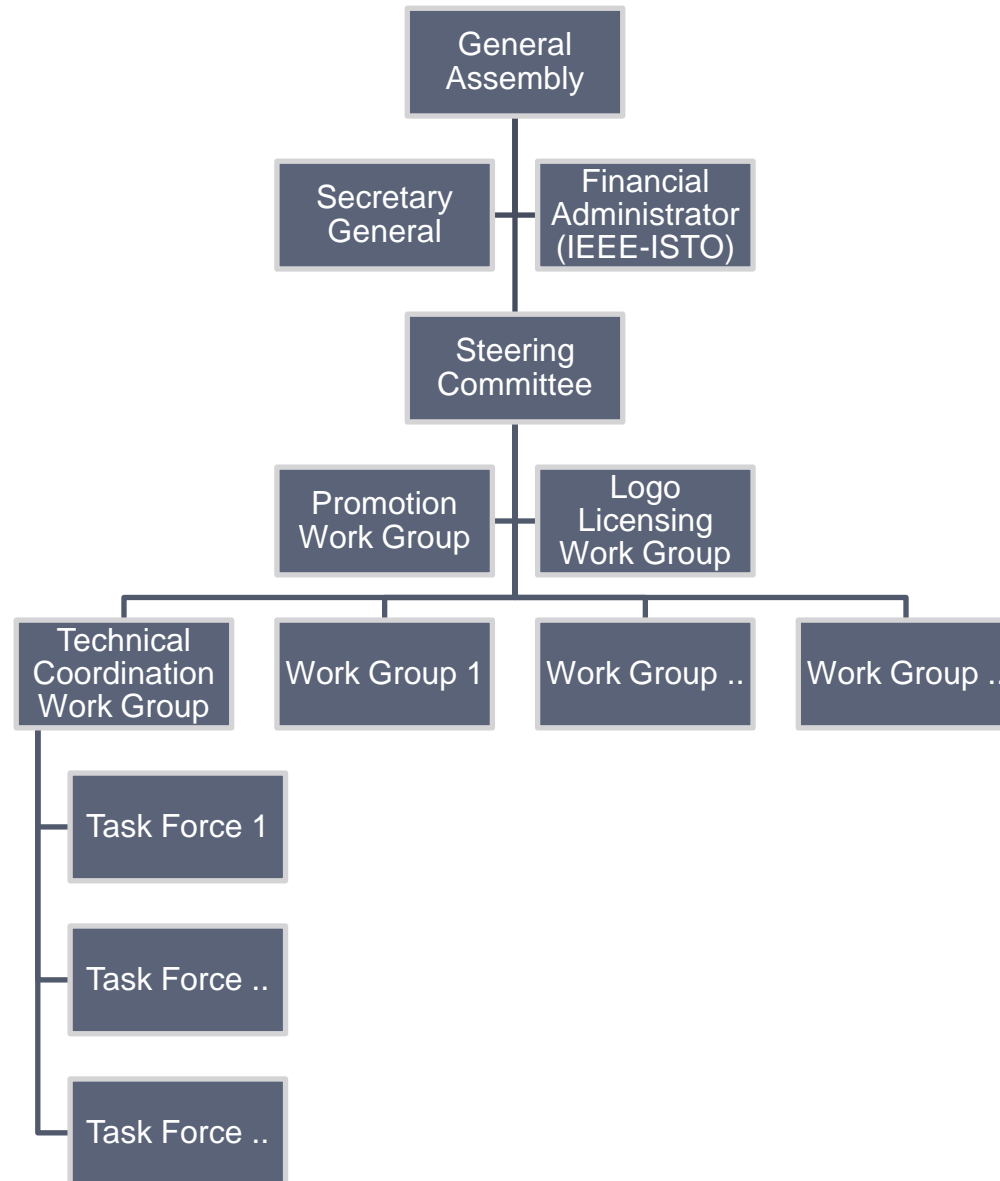 General
Assembly
Secretary
General
Financial
Administrator
(IEEE-ISTO)
Steering
Committee
Promotion
Work Group
Logo
Licensing
Work Group
Technical
Coordination
Work Group
Work Group 1
Work Group ..
Work Group ..
Task Force 1
Task Force ..
Task Force ..